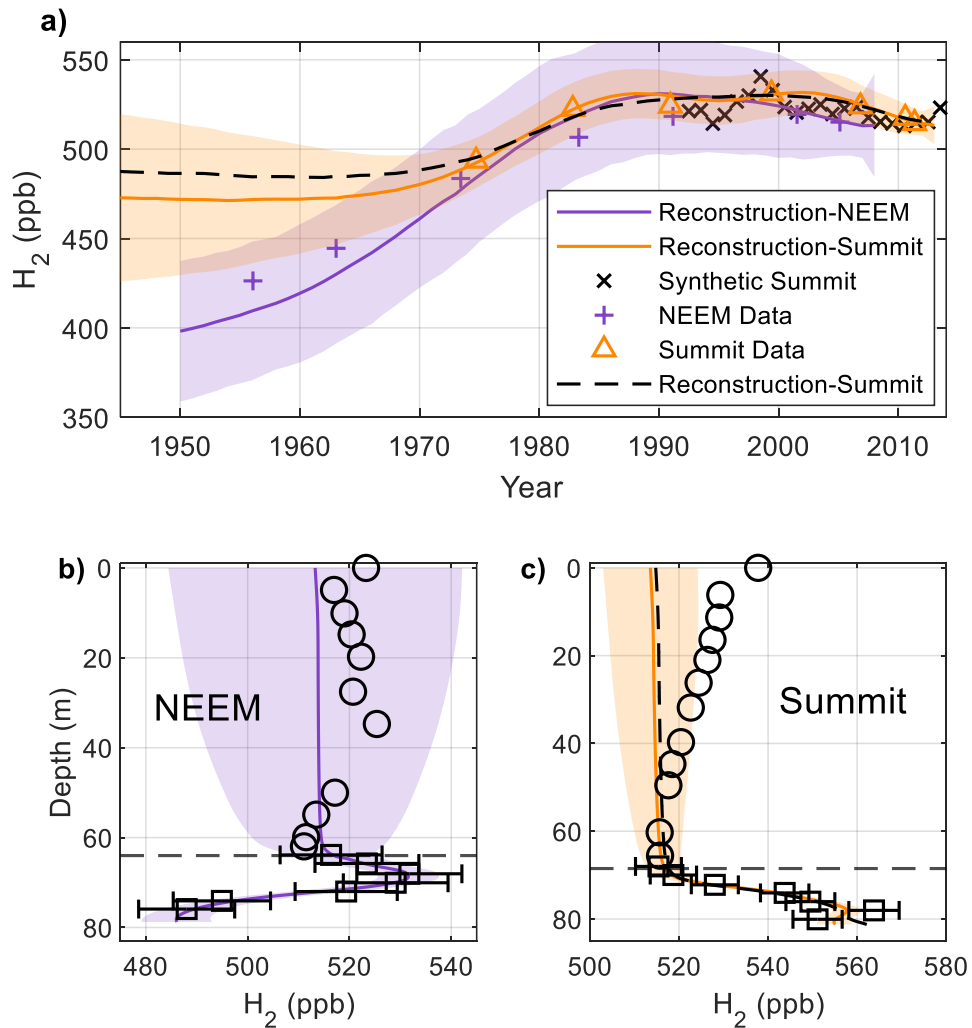 a)
550
500
450
400
350
H2 (ppb)
1950 1960 1970 1980 1990 2000 2010
Year
Reconstruction-NEEM
Reconstruction-Summit
Synthetic Summit
NEEM Data
Summit Data
Reconstruction-Summit
b)
0
20
40
60
80
Depth (m)
NEEM
480 500 520 540
H2 (ppb)
c)
0
20
40
60
80
Summit
500 520 540 560 580
H2 (ppb)